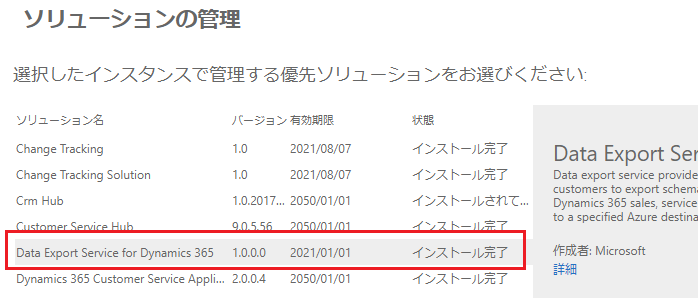 ソリューションの管理
選択したインスタンスで管理する優先ソリューションをお選びください:
ソリューション名 バージョン 有効期限 状態
Change Tracking 1.0 2021/08/07 インストール完了
Change Tracking Solution 1.0 2021/08/07 インストール完了
Crm Hub 1.0.2017... 2050/01/01 インストールされて...
Customer Service Hub 9.0.5.56 2050/01/01 インストール完了
Data Export Service for Dynamics 365 1.0.0.0 2021/01/01 インストール完了
Dynamics 365 Customer Service Appli... 2.0.0.4 2050/01/01 インストール完了
Data Export Ser
Data export service provide
customers to export schema
Dynamics 365 sales, service
to a specified Azure destina
作成者: Microsoft
詳細